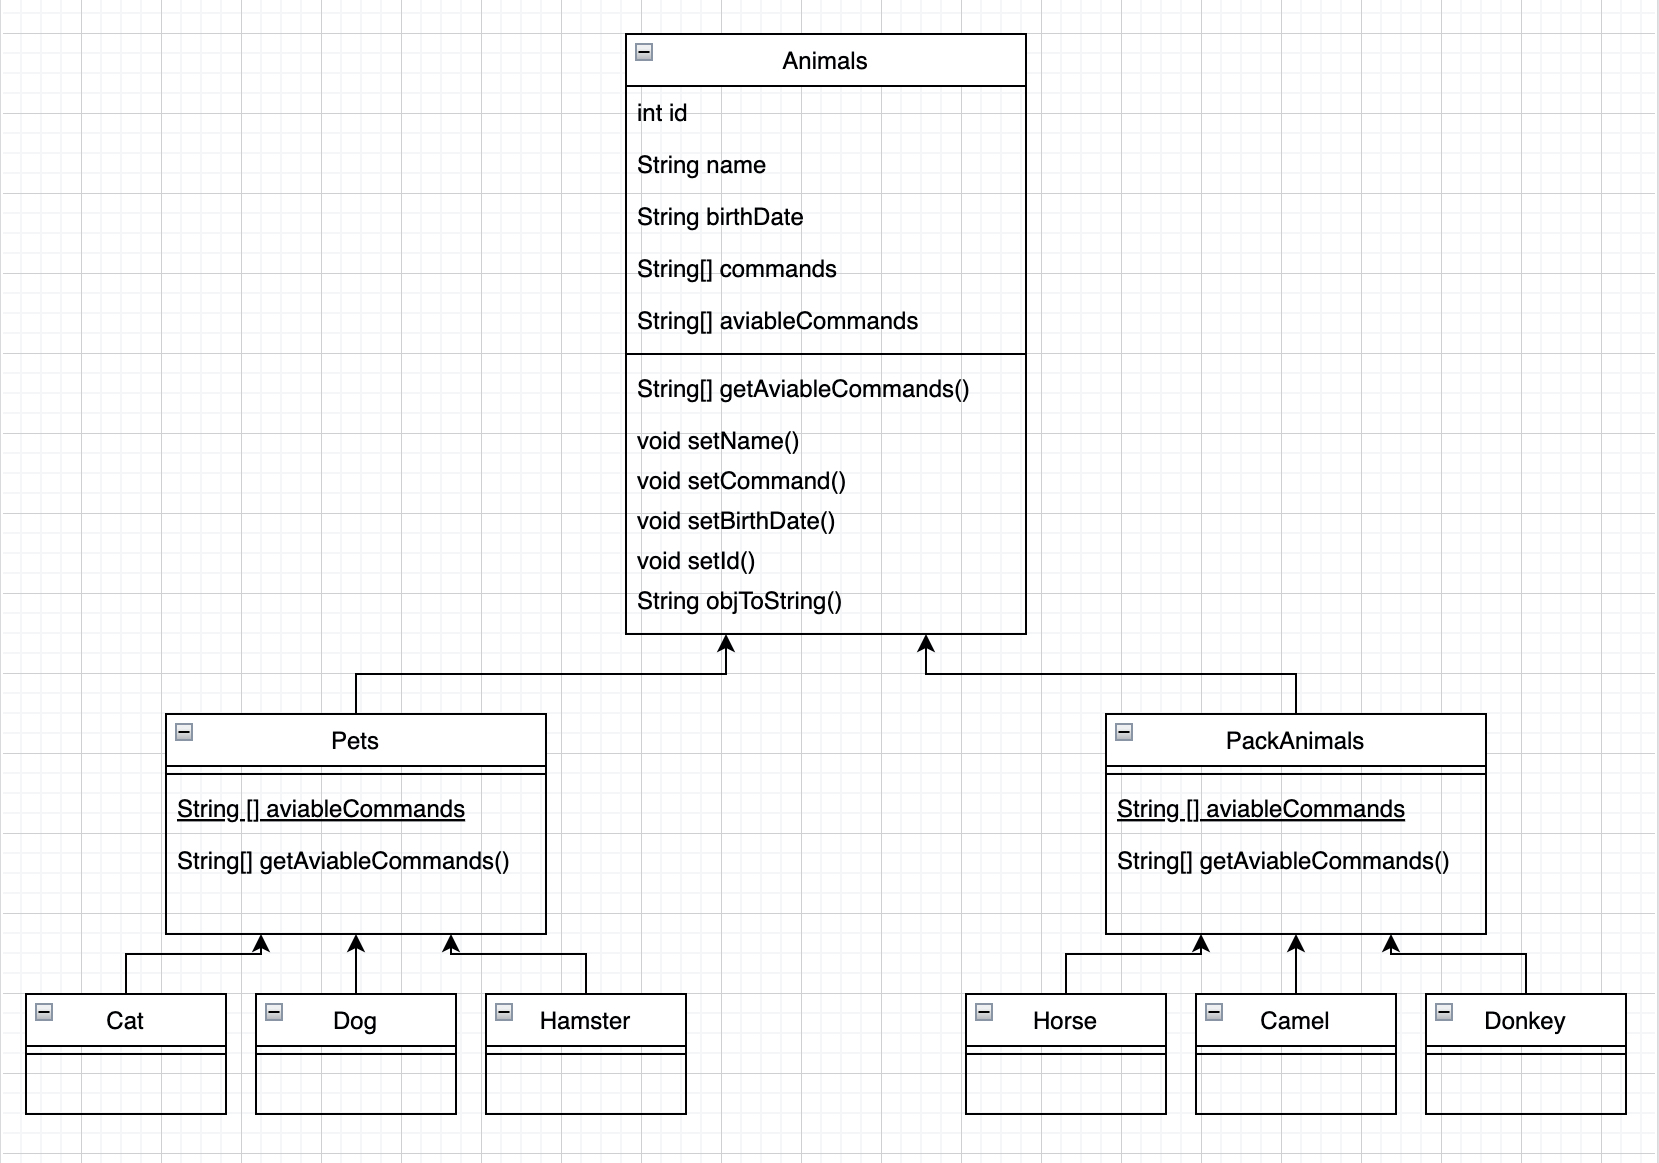 Animals
int id
String name
String birthDate
String[] commands
String[] aviableCommands
String[] getAviableCommands()
void setName()
void setCommand()
void setBirthDate()
void setId()
String objToString()
Pets
String [] aviableCommands
String[] getAviableCommands()
PackAnimals
String [] aviableCommands
String[] getAviableCommands()
Cat
Dog
Hamster
Horse
Camel
Donkey